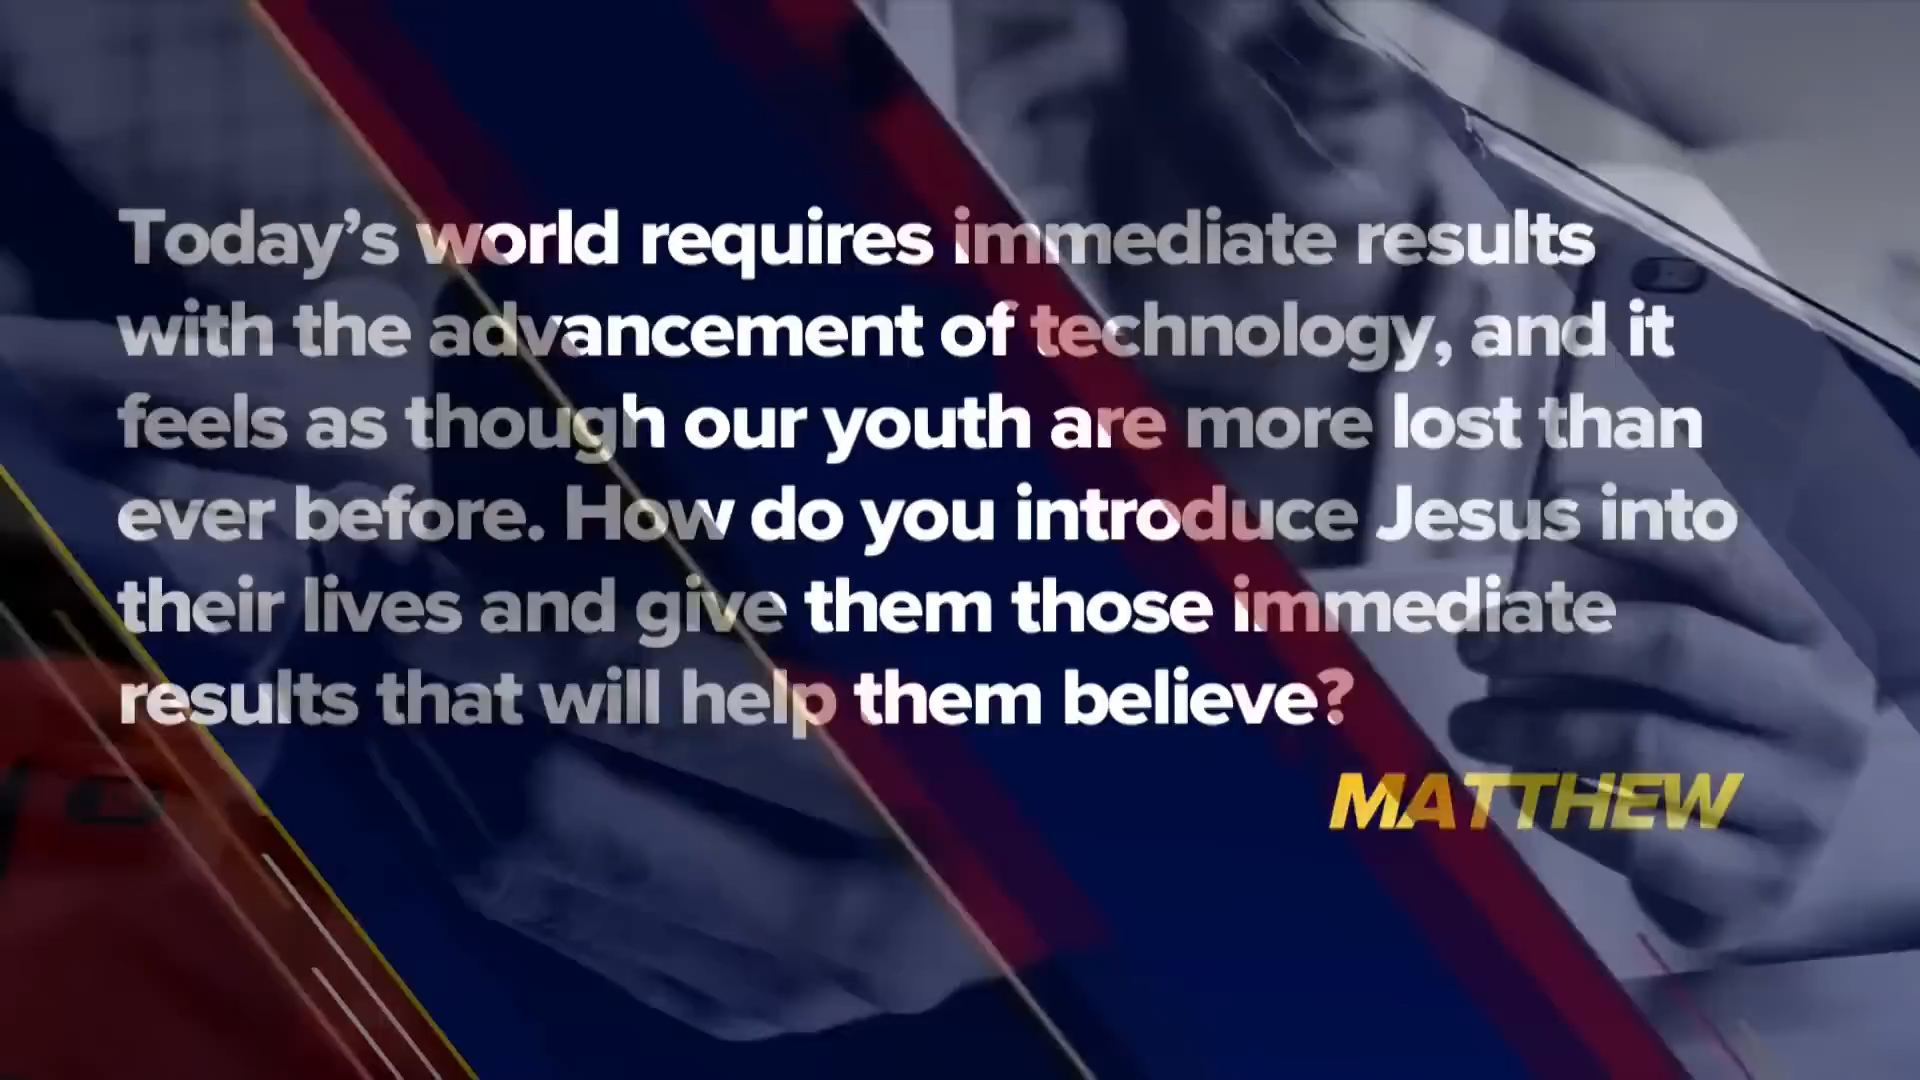 Today’s world requires immediate results
with the advancement of technology, and it
feels as though our youth are more lost than
ever before. How do you introduce Jesus into
their lives and give them those immediate
results that will help them believe?
MATTHEW